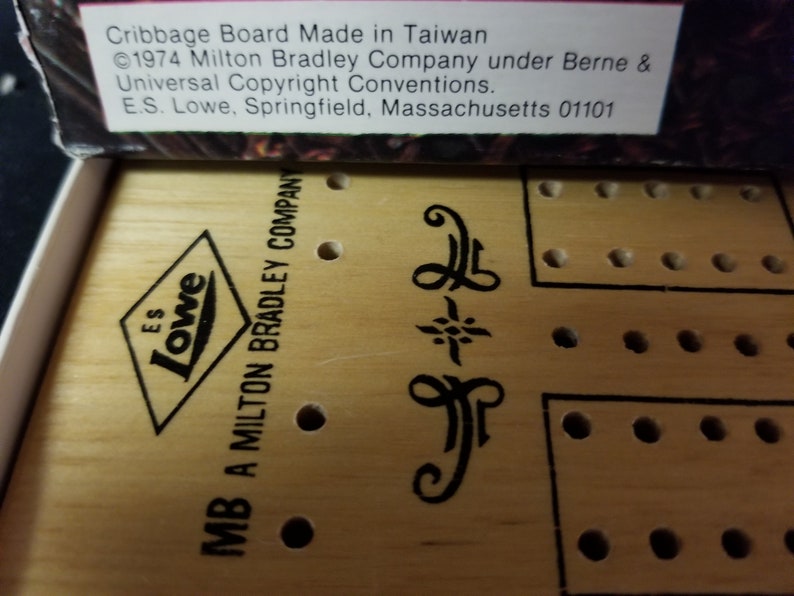 Cribbage Board Made in Taiwan
©1974 Milton Bradley Company under Berne &
Universal Copyright Conventions.
E.S. Lowe, Springfield, Massachusetts 01101
ES
Lowe
MB A MILTON BRADLEY COMPANY